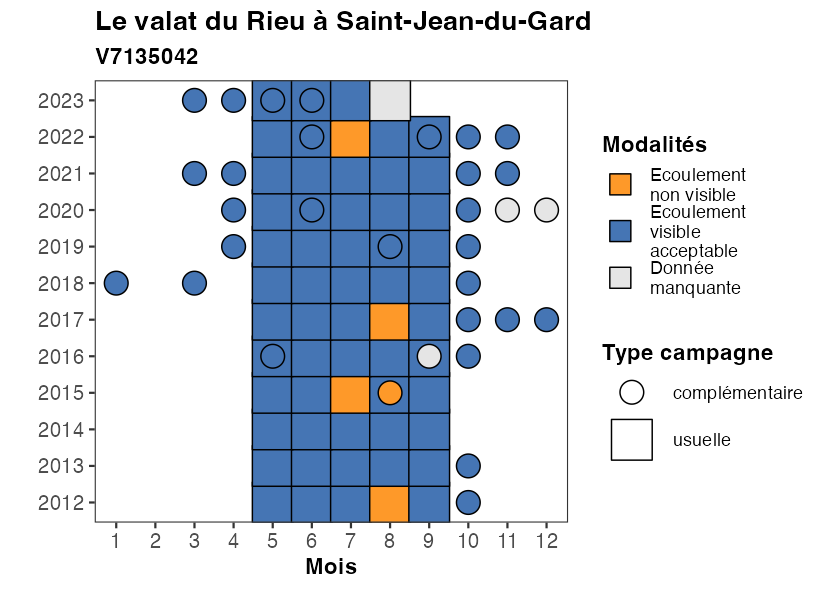 Le valat du Rieu à Saint-Jean-du-Gard
V7135042
2023
2022
2021
2020
2019
2018
2017
2016
2015
2014
2013
2012
1 2 3 4 5 6 7 8 9 10 11 12
Mois
Modalités
Ecoulement
non visible
Ecoulement
visible
acceptable
Donnée
manquante
Type campagne
complémentaire
usuelle